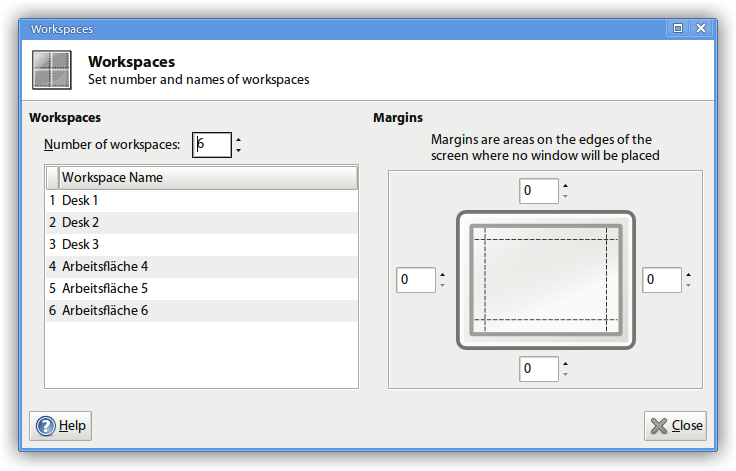 Workspaces
Workspaces
Set number and names of workspaces
Workspaces
Number of workspaces: 6
Workspace Name
1 Desk 1
2 Desk 2
3 Desk 3
4 Arbeitsfläche 4
5 Arbeitsfläche 5
6 Arbeitsfläche 6
Margins
Margins are areas on the edges of the
screen where no window will be placed
0
0
0
0
Help
Close